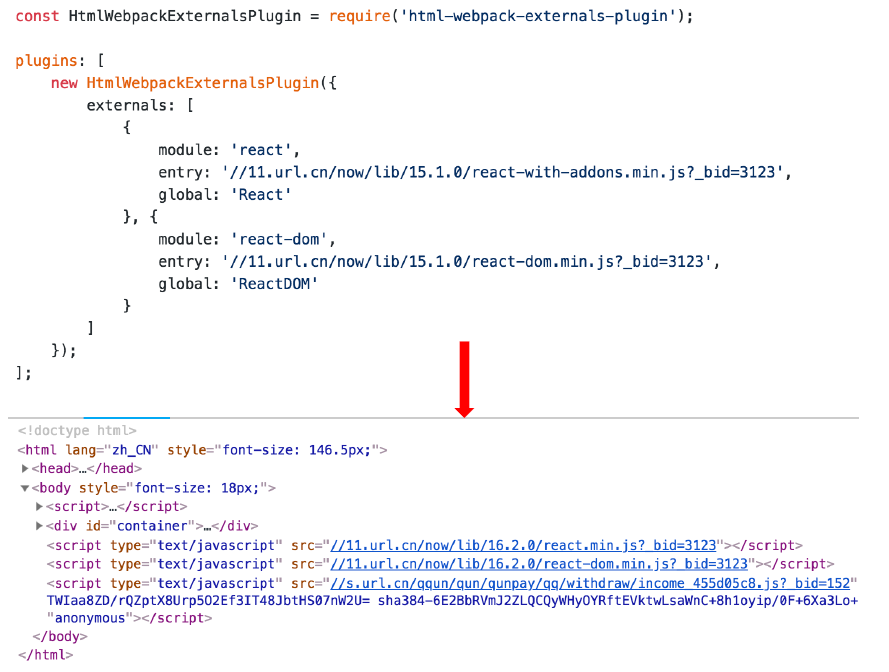 const HtmlWebpackExternalsPlugin = require('html-webpack-externals-plugin');
plugins: [
new HtmlWebpackExternalsPlugin({
externals: [
{
module: 'react',
entry: '//11.url.cn/now/lib/15.1.0/react-with-addons.min.js?_bid=3123',
global: 'React'
}, {
module: 'react-dom',
entry: '//11.url.cn/now/lib/15.1.0/react-dom.min.js?_bid=3123',
global: 'ReactDOM'
}
]
});
];
<!doctype html>
<html lang="zh_CN" style="font-size: 146.5px;">
▶<head>…</head>
▼<body style="font-size: 18px;">
▶<script>…</script>
▶<div id="container">…</div>
<script type="text/javascript" src="//11.url.cn/now/lib/16.2.0/react.min.js?_bid=3123"></script>
<script type="text/javascript" src="//11.url.cn/now/lib/16.2.0/react-dom.min.js?_bid=3123"></script>
<script type="text/javascript" src="//s.url.cn/qqun/qun/qunpay/qq/withdraw/income_455d05c8.js?_bid=152"
TWIaa8ZD/rQZptX8Urp5O2Ef3IT48JbtHS07nW2U= sha384-6E2BbRVmJ2ZLQCQyWHyOYRftEVktwLsaWnC+8h1oyip/0F+6Xa3Lo+
"anonymous"></script>
</body>
</html>